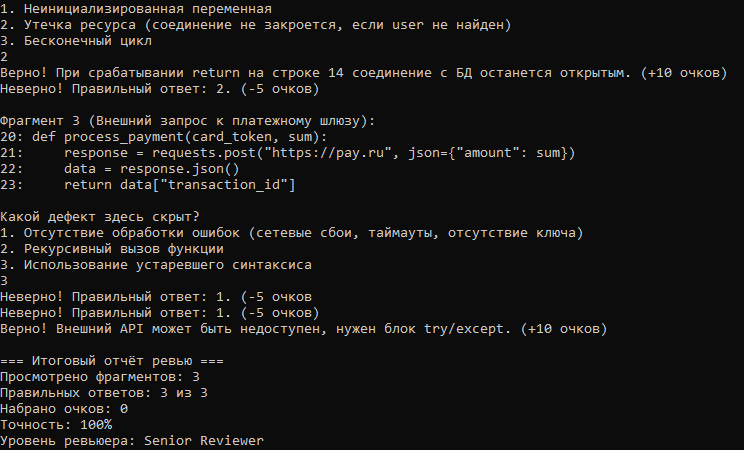 1. Неинициализированная переменная
2. Утечка ресурса (соединение не закроется, если user не найден)
3. Бесконечный цикл
2
Верно! При срабатывании return на строке 14 соединение с БД останется открытым. (+10 очков)
Неверно! Правильный ответ: 2. (-5 очков)

Фрагмент 3 (Внешний запрос к платежному шлюзу):
20: def process_payment(card_token, sum):
21:     response = requests.post("https://pay.ru", json={"amount": sum})
22:     data = response.json()
23:     return data["transaction_id"]

Какой дефект здесь скрыт?
1. Отсутствие обработки ошибок (сетевые сбои, таймауты, отсутствие ключа)
2. Рекурсивный вызов функции
3. Использование устаревшего синтаксиса
3
Неверно! Правильный ответ: 1. (-5 очков
Неверно! Правильный ответ: 1. (-5 очков)
Верно! Внешний API может быть недоступен, нужен блок try/except. (+10 очков)

=== Итоговый отчёт ревью ===
Просмотрено фрагментов: 3
Правильных ответов: 3 из 3
Набрано очков: 0
Точность: 100%
Уровень ревьюера: Senior Reviewer